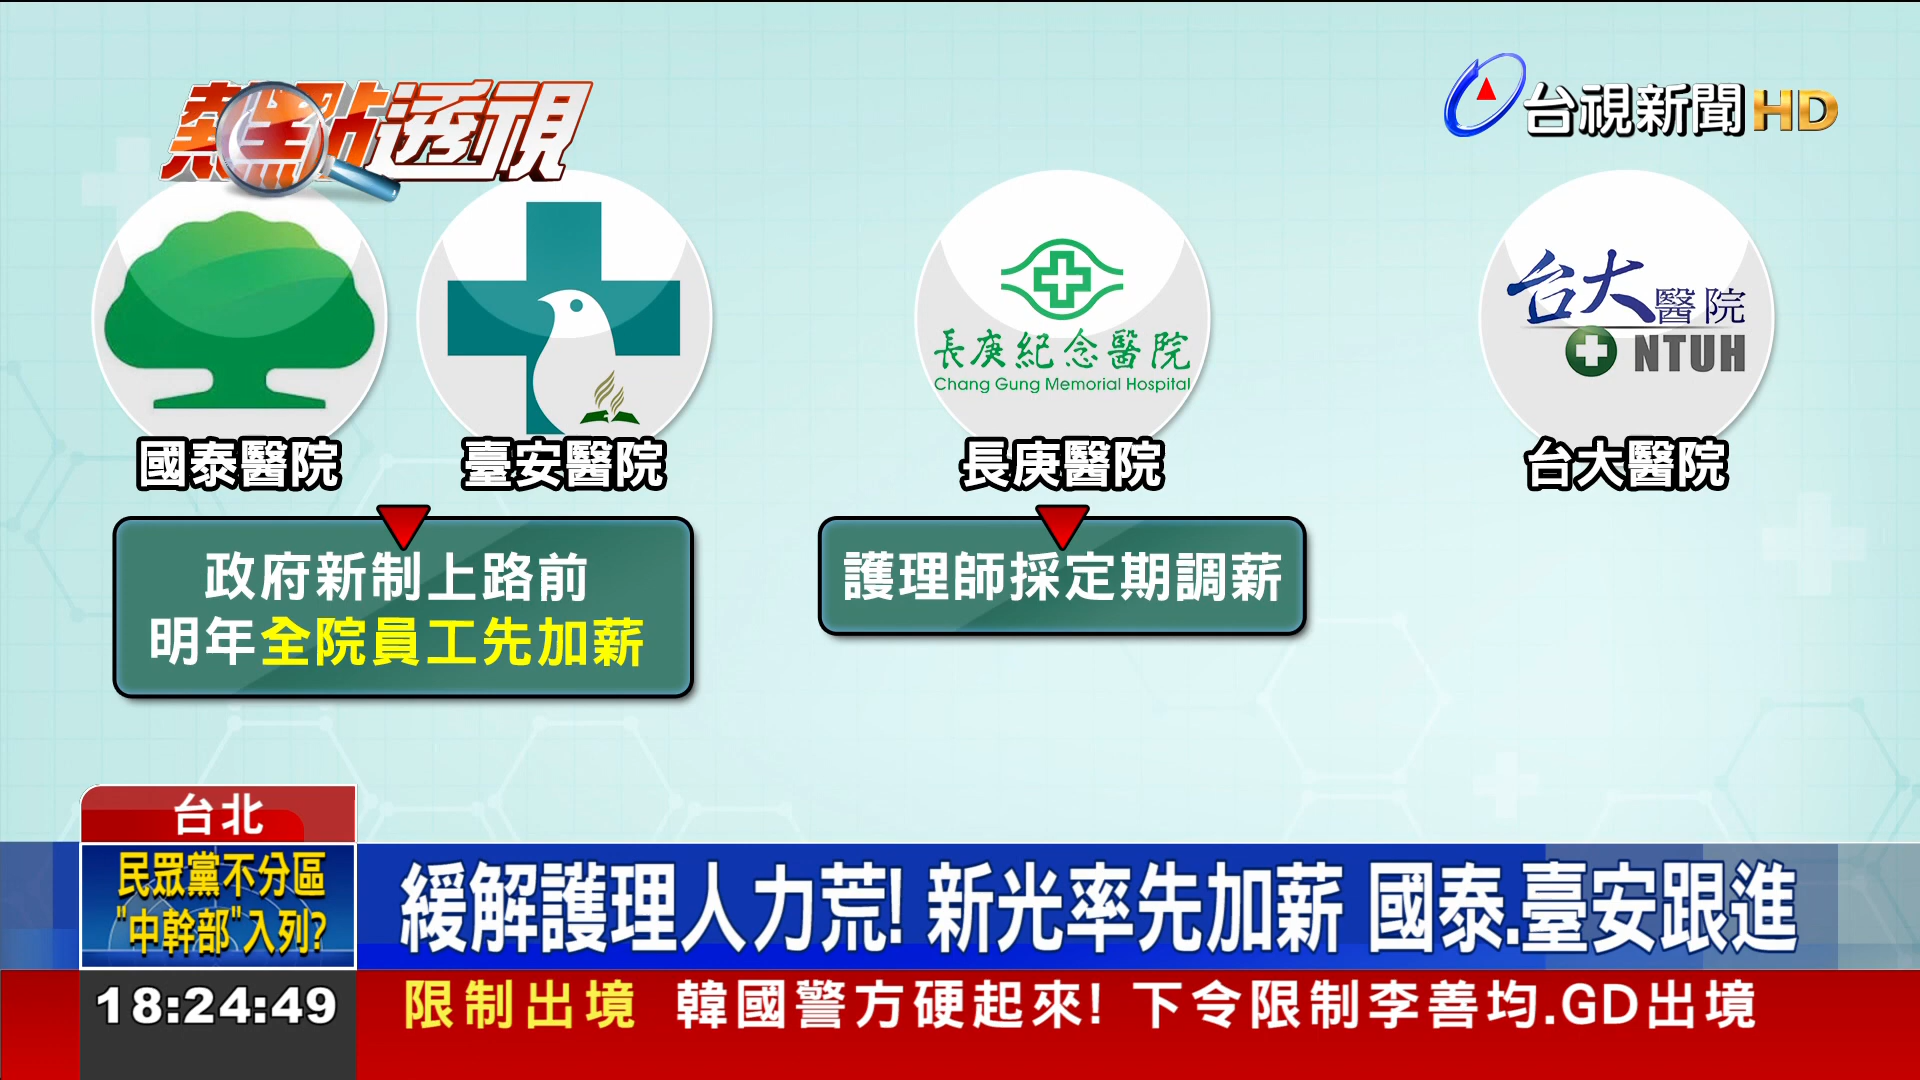 熱點透視
台視新聞HD
長庚紀念醫院
Chang Gung Memorial Hospital
台大醫院
NTUH
國泰醫院
臺安醫院
長庚醫院
台大醫院
政府新制上路前
明年全院員工先加薪
護理師採定期調薪
台北
民眾黨不分區
"中幹部"入列?
緩解護理人力荒! 新光率先加薪 國泰.臺安跟進
18:24:49
限制出境 韓國警方硬起來! 下令限制李善均.GD出境